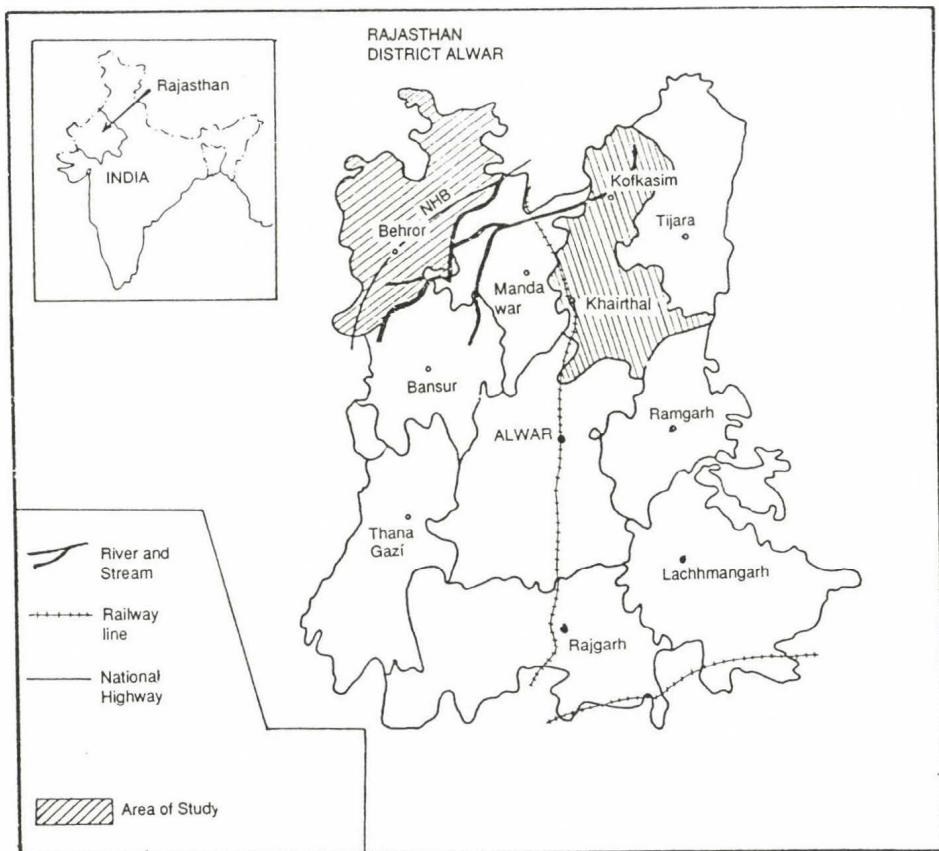 RAJASTHAN
DISTRICT ALWAR
Rajasthan
INDIA
NHB
Behror
Kofkasim
Tijara
Manda
war
Khairthal
Bansur
ALWAR
Ramgarh
Thana
Gazí
Lachhmangarh
Rajgarh
River and
Stream
Railway
line
National
Highway
Area of Study